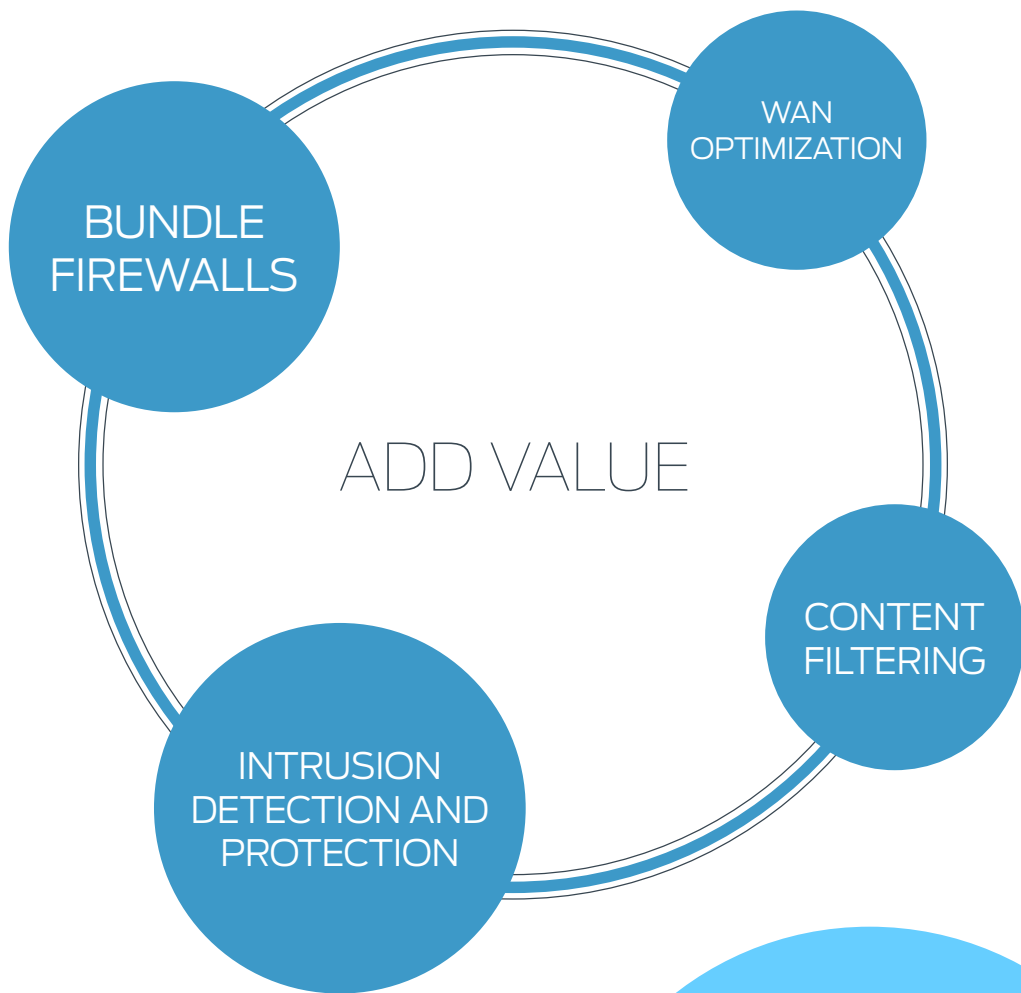 WAN
OPTIMIZATION
BUNDLE
FIREWALLS
ADD VALUE
CONTENT
FILTERING
INTRUSION
DETECTION AND
PROTECTION